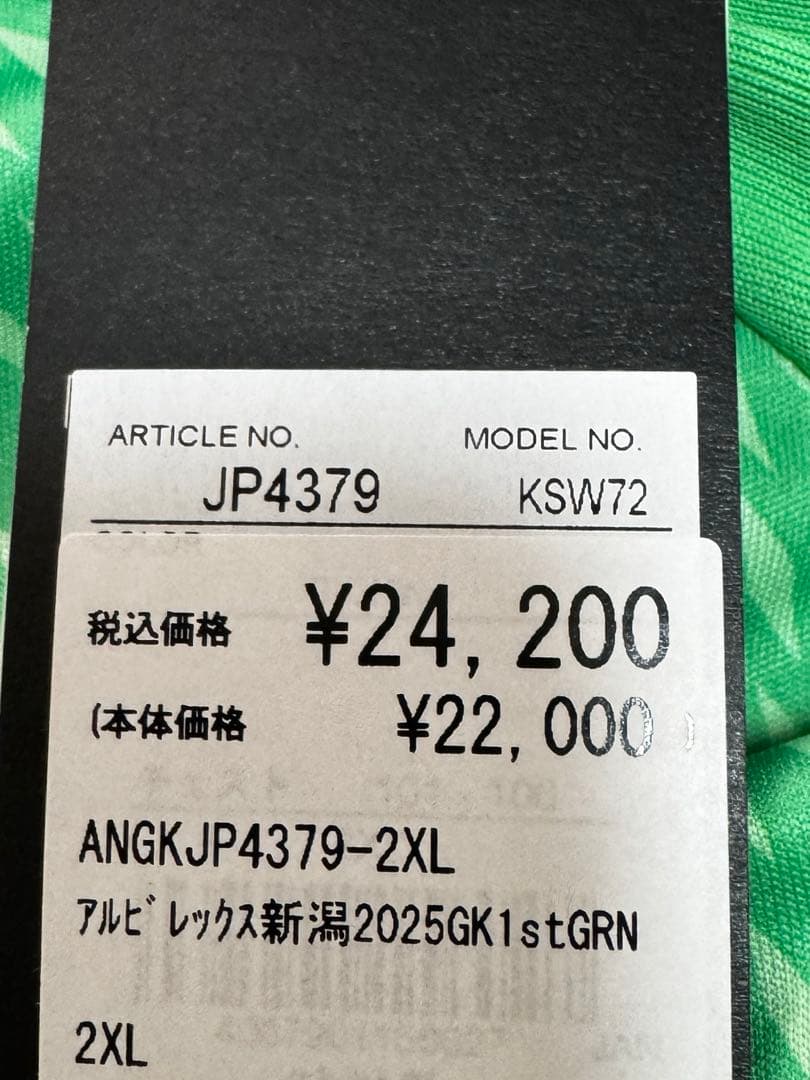 ARTICLE NO. MODEL NO.
JP4379 KSW72
税込価格 ¥24,200
(本体価格 ¥22,000)
ANGKJP4379-2XL
アルビレックス新潟2025GK1stGRN
2XL